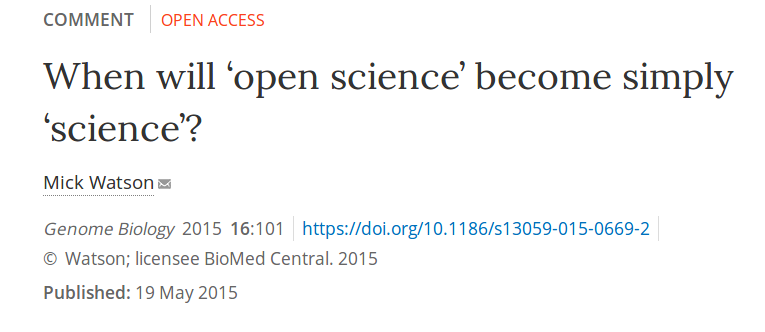 COMMENT OPEN ACCESS
When will ‘open science’ become simply
‘science’?
Mick Watson
Genome Biology 2015 16:101 https://doi.org/10.1186/s13059-015-0669-2
© Watson; licensee BioMed Central. 2015
Published: 19 May 2015